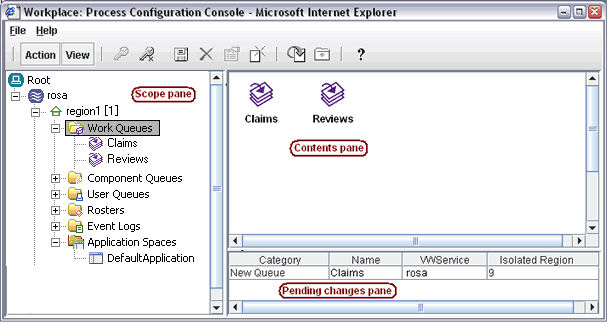 Workplace: Process Configuration Console - Microsoft Internet Explorer
File Help
Action View ?
Root
rosa
Scope pane
region1 [1]
Work Queues
Claims
Reviews
Component Queues
User Queues
Rosters
Event Logs
Application Spaces
DefaultApplication
Claims Reviews
Contents pane
Category Name VWService Isolated Region
New Queue Claims rosa 9
Pending changes pane